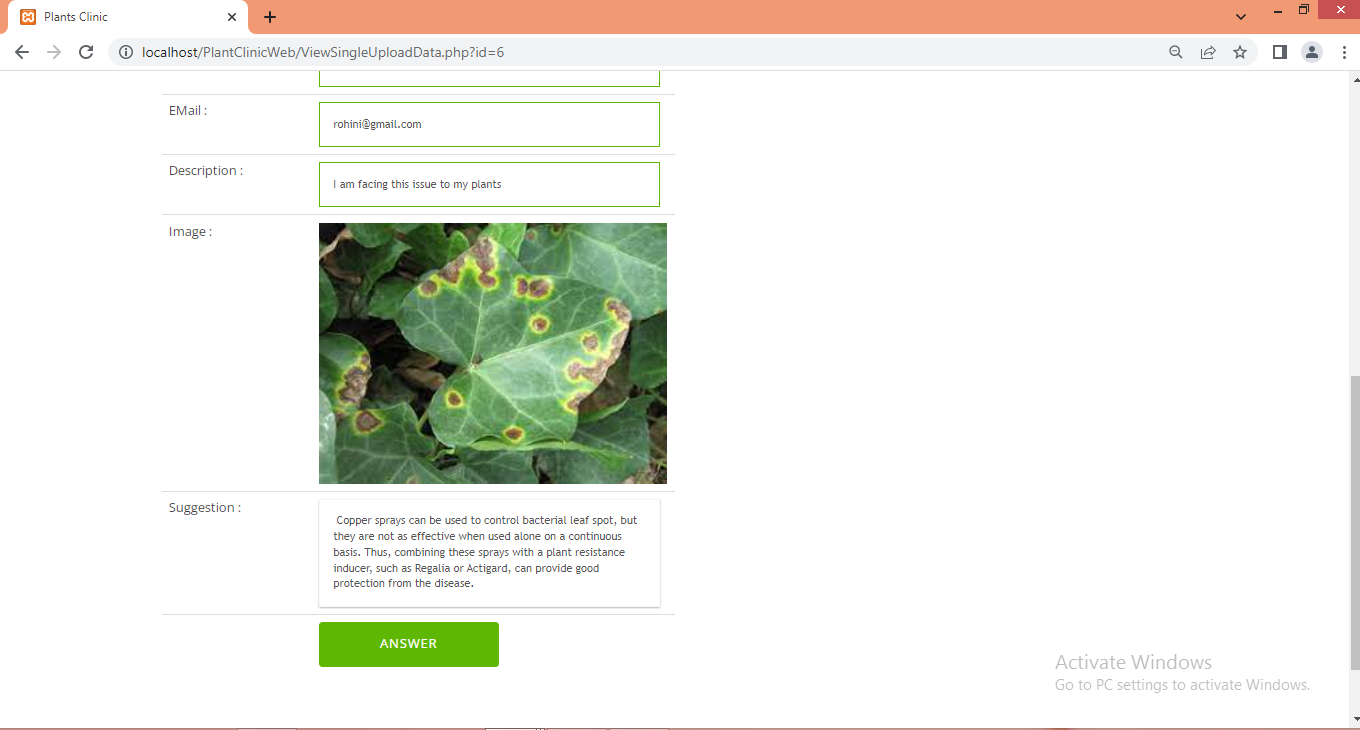 Plants Clinic
localhost/PlantClinicWeb/ViewSingleUploadData.php?id=6
EMail :
rohini@gmail.com
Description :
I am facing this issue to my plants
Image :
Suggestion :
Copper sprays can be used to control bacterial leaf spot, but
they are not as effective when used alone on a continuous
basis. Thus, combining these sprays with a plant resistance
inducer, such as Regalia or Actigard, can provide good
protection from the disease.
ANSWER
Activate Windows
Go to PC settings to activate Windows.